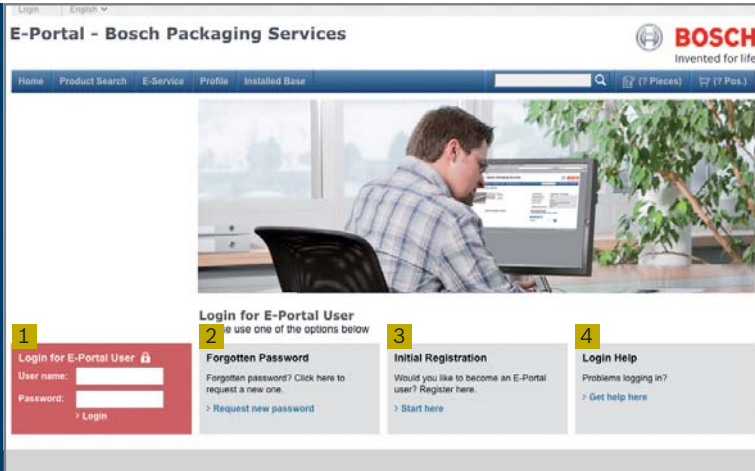 Login English
E-Portal - Bosch Packaging Services
BOSCH
Invented for life
Home Product Search E-Service Profile Installed Base (? Pieces) (? Pos.)
Login for E-Portal User
use one of the options below
1 2 3 4
Login for E-Portal User
User name:
Password:
> Login
Forgotten Password
Forgotten password? Click here to
request a new one.
> Request new password
Initial Registration
Would you like to become an E-Portal
user? Register here.
> Start here
Login Help
Problems logging in?
> Get help here